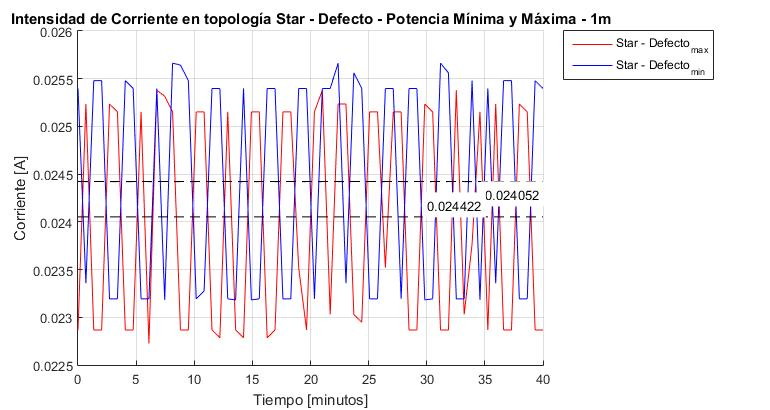 Intensidad de Corriente en topología Star - Defecto - Potencia Mínima y Máxima - 1m
0.026
0.0255
0.025
0.0245
0.024
0.0235
0.023
0.0225
Corriente [A]
Star - Defecto max
Star - Defecto min
0.024052
0.024422
0 5 10 15 20 25 30 35 40
Tiempo [minutos]